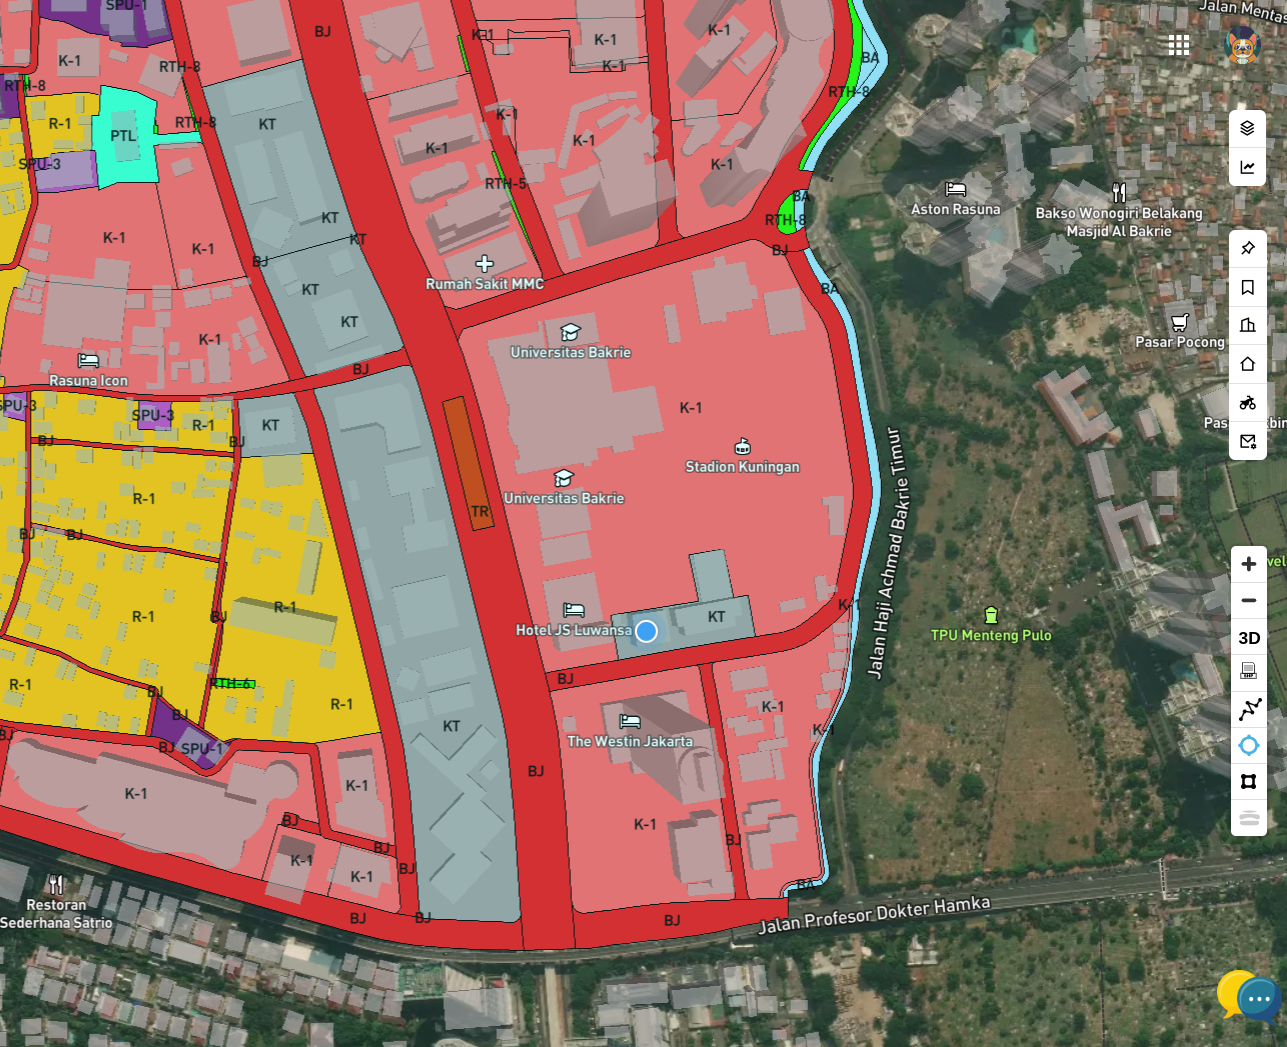 SPU-1
Jalan Mentas
BJ
K-1
K-1
K-1
K-1
BA
K-1
RTH-8
RTH-8
RTH-8
R-1
RTH-8
KT
K-1
PTL
K-1
K-1
SPU-3
K-1
RTH-5
Aston Rasuna
Bakso Wonogiri Belakang
Masjid Al Bakrie
BA
RTH-8
KT
K-1
K-1
KT
BJ
BJ
Rumah Sakit MMC
KT
BA
KT
K-1
Universitas Bakrie
Pasar Pocong
BJ
Rasuna Icon
SPU-3
SPU-3
R-1
KT
K-1
Pas
kbin
BJ
BJ
Stadion Kuningan
Universitas Bakrie
R-1
TR
BJ
BJ
Jalan Haji Achmad Bakrie Timur
vel
R-1
BJ
R-1
K-1
KT
Hotel JS Luwansa
TPU Menteng Pulo
3D
SHP
BJ
R-1
RTH-6
BJ
R-1
BJ
KT
K-1
K-1
The Westin Jakarta
BJ
BJ
SPU-1
BJ
K-1
K-1
BJ
K-1
BJ
BJ
K-1
K-1
BJ
BA
Restoran
Sederhana Satrio
BJ
BJ
BJ
Jalan Profesor Dokter Hamka